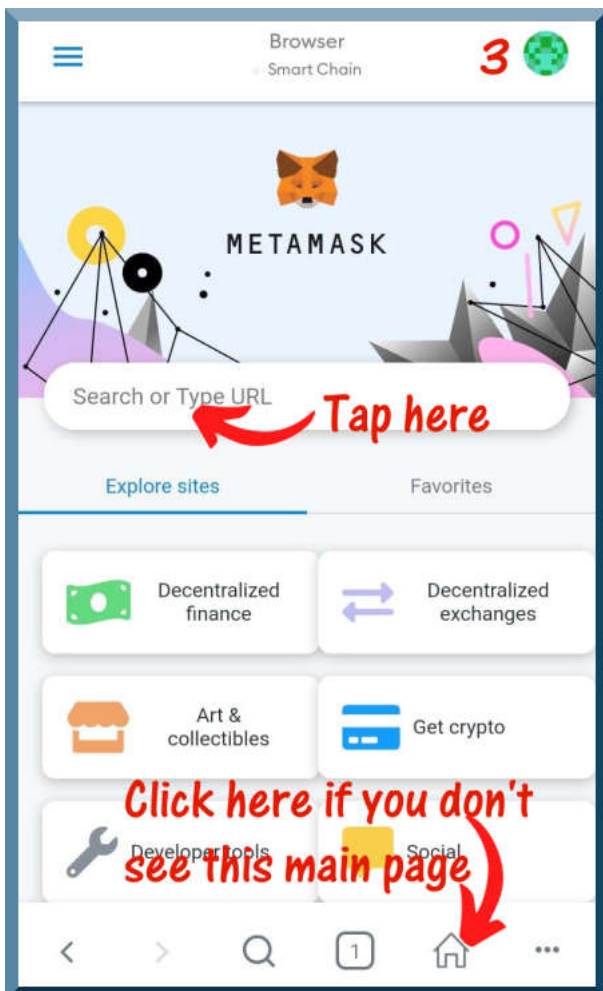 Browser
Smart Chain
3
METAMASK
Search or Type URL
Tap here
Explore sites
Favorites
Decentralized
finance
Decentralized
exchanges
Art &
collectibles
Get crypto
Click here if you don't
Developer tools
Social
see this main page
1